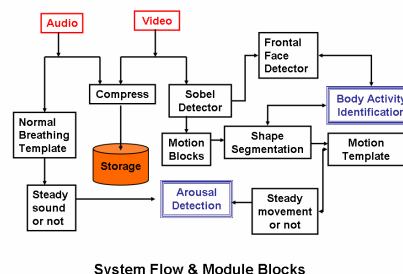 Audio
Video
Frontal
Face
Detector
Compress
Sobel
Detector
Body Activity
Identification
Normal
Breathing
Template
Motion
Blocks
Shape
Segmentation
Motion
Template
Storage
Steady
sound
or not
Arousal
Detection
Steady
movement
or not
System Flow & Module Blocks